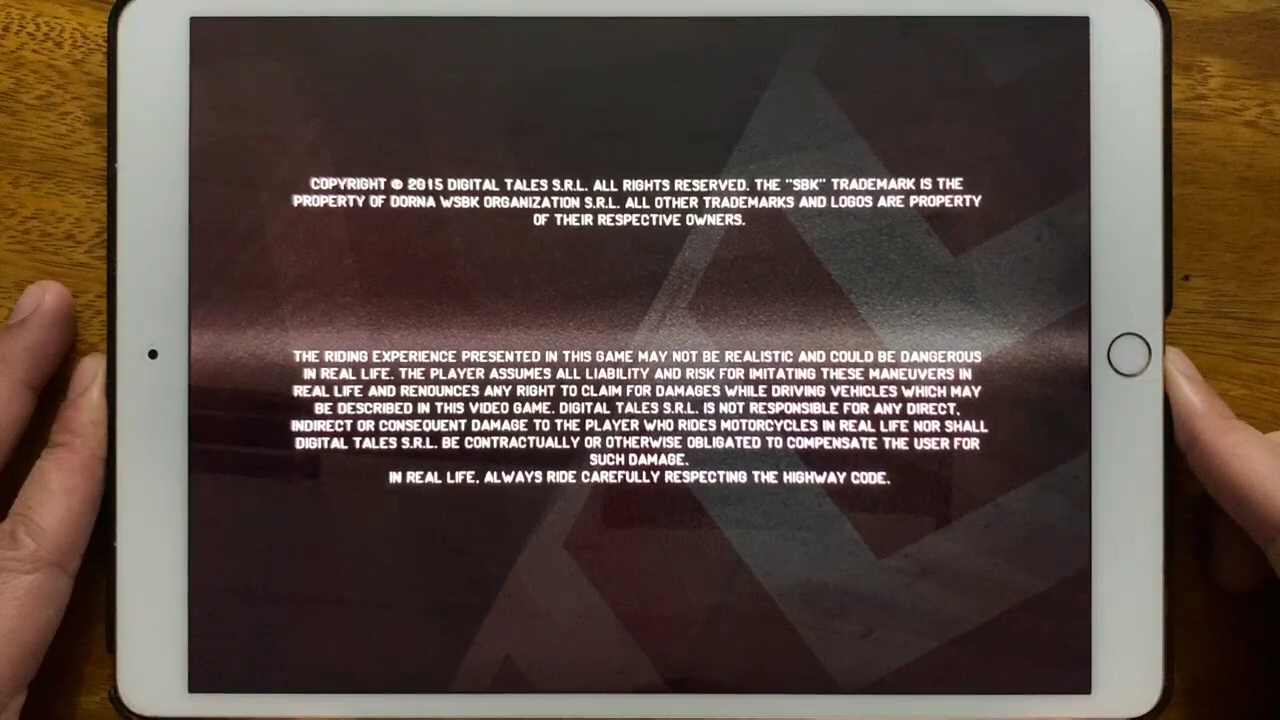 COPYRIGHT © 2015 DIGITAL TALES S.R.L. ALL RIGHTS RESERVED. THE "SBK" TRADEMARK IS THE
PROPERTY OF DORNA WSBK ORGANIZATION S.R.L. ALL OTHER TRADEMARKS AND LOGOS ARE PROPERTY
OF THEIR RESPECTIVE OWNERS.
THE RIDING EXPERIENCE PRESENTED IN THIS GAME MAY NOT BE REALISTIC AND COULD BE DANGEROUS
IN REAL LIFE. THE PLAYER ASSUMES ALL LIABILITY AND RISK FOR IMITATING THESE MANEUVERS IN
REAL LIFE AND RENOUNCES ANY RIGHT TO CLAIM FOR DAMAGES WHILE DRIVING VEHICLES WHICH MAY
BE DESCRIBED IN THIS VIDEO GAME. DIGITAL TALES S.R.L. IS NOT RESPONSIBLE FOR ANY DIRECT,
INDIRECT OR CONSEQUENT DAMAGE TO THE PLAYER WHO RIDES MOTORCYCLES IN REAL LIFE NOR SHALL
DIGITAL TALES S.R.L. BE CONTRACTUALLY OR OTHERWISE OBLIGATED TO COMPENSATE THE USER FOR
SUCH DAMAGE.
IN REAL LIFE, ALWAYS RIDE CAREFULLY RESPECTING THE HIGHWAY CODE.